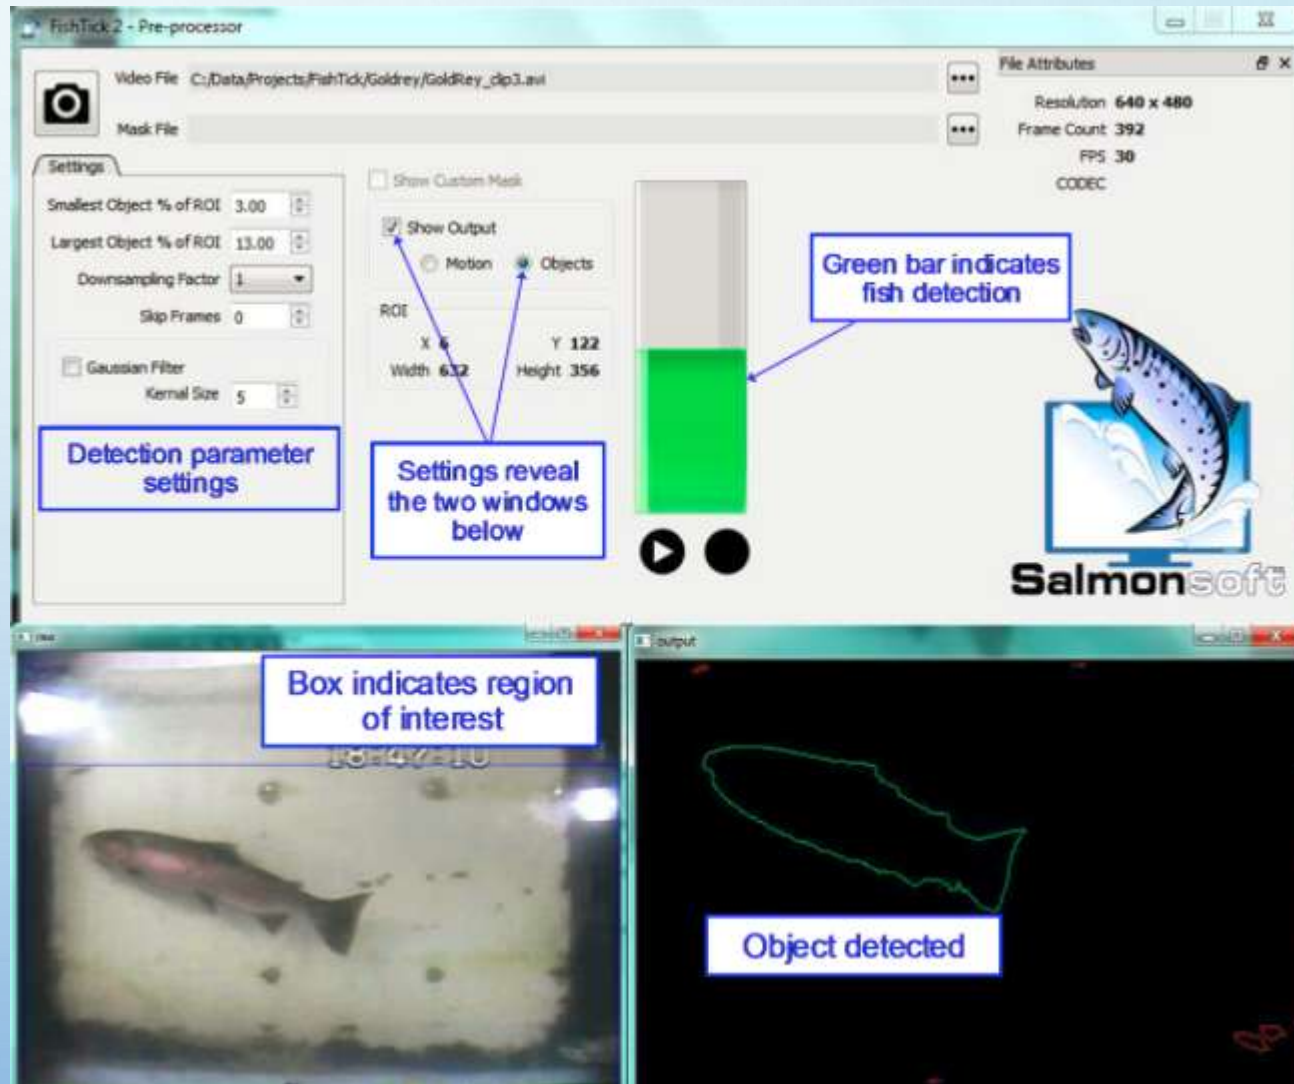 FishTick 2 - Pre-processor
Video File C:/Data/Projects/FishTick/Goldrey/GoldRey_clip3.avi
Mask File
File Attributes
Resolution 640 x 480
Frame Count 392
FPS 30
CODEC
Settings
Smallest Object % of ROI 3.00
Largest Object % of ROI 13.00
Downsampling Factor 1
Skip Frames 0
Gaussian Filter
Kernal Size 5
Detection parameter
settings
Show Custom Mask
Show Output
Motion Objects
ROI
X 6 Y 122
Width 632 Height 356
Settings reveal
the two windows
below
Green bar indicates
fish detection
Salmonsoft
Box indicates region
of interest
18:47:10
output
Object detected